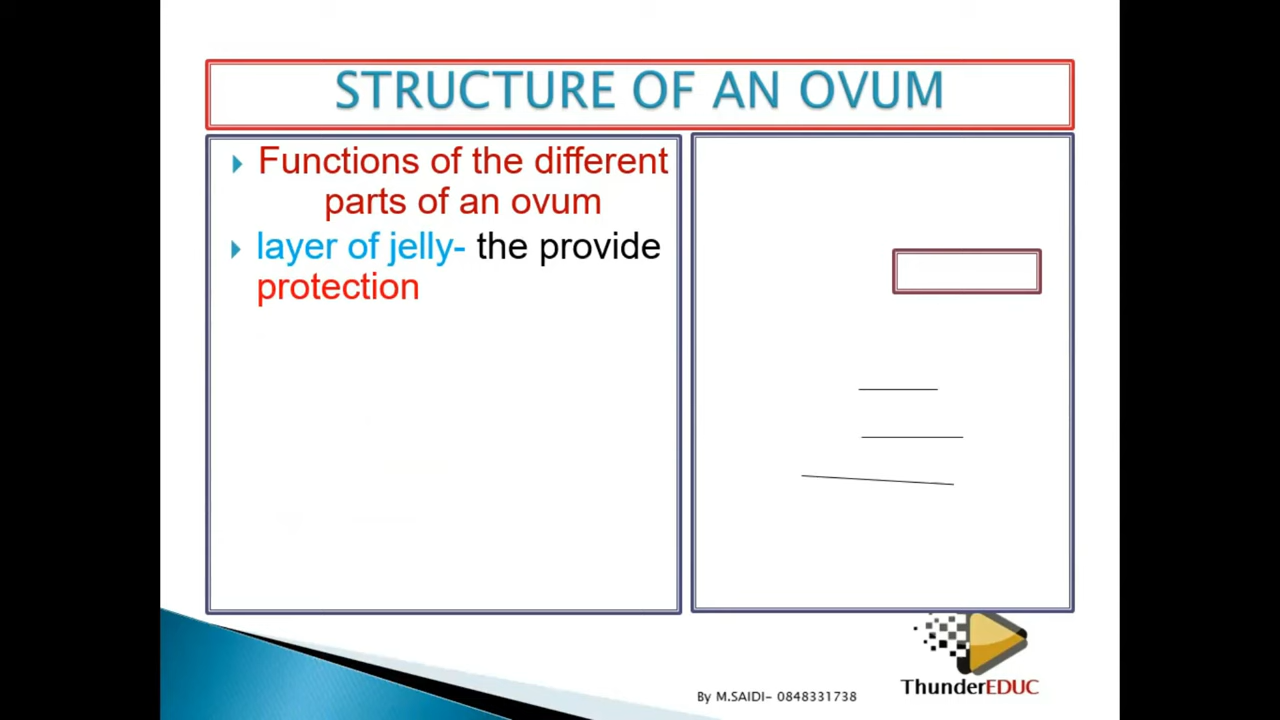 STRUCTURE OF AN OVUM
Functions of the different
parts of an ovum
layer of jelly- the provide
protection
By M.SAIDI- 0848331738
ThunderEDUC